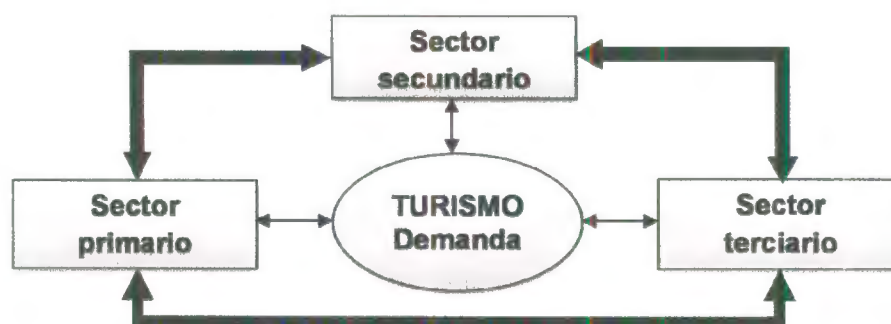 Sector
secundario
Sector
primario
TURISMO
Demanda
Sector
terciario